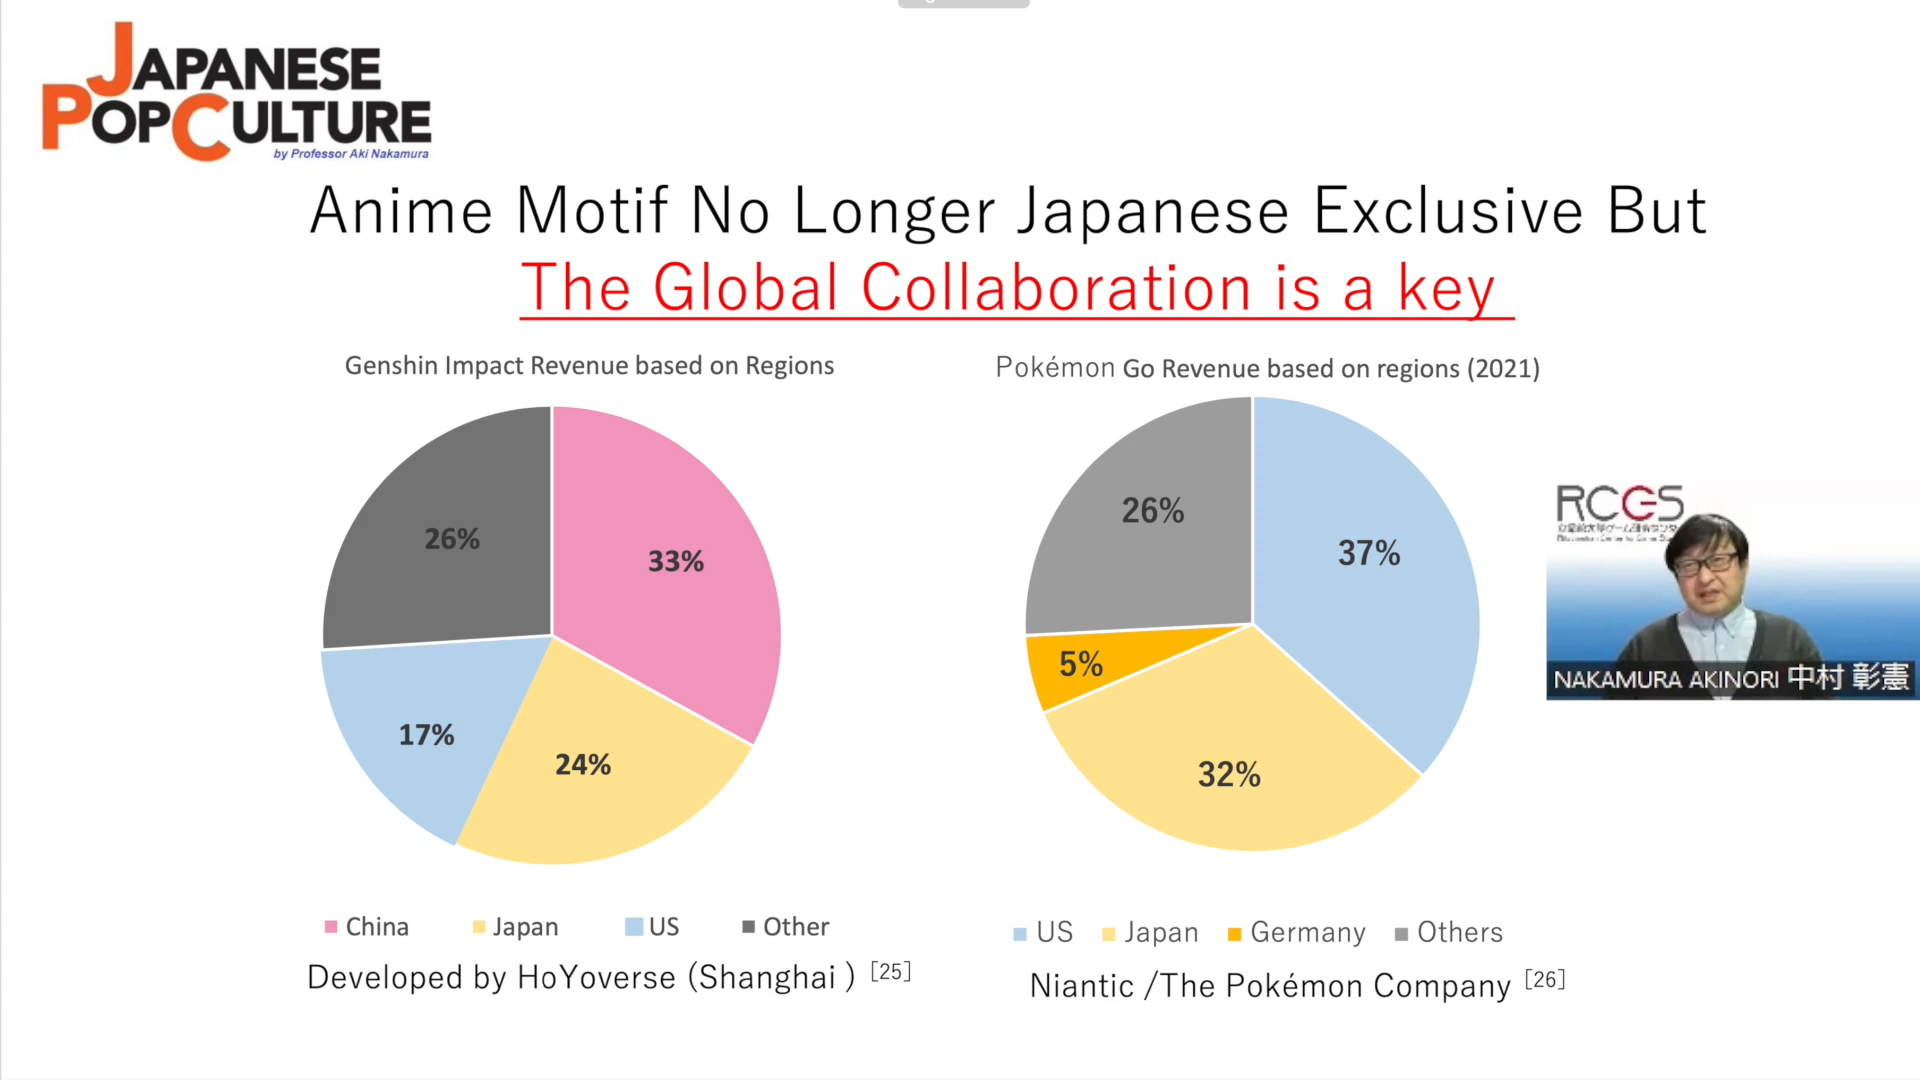 JAPANESE
POPCULTURE
by Professor Aki Nakamura
Anime Motif No Longer Japanese Exclusive But
The Global Collaboration is a key
Genshin Impact Revenue based on Regions
26%
33%
17%
24%
China Japan US Other
Developed by HoYoverse (Shanghai ) [25]
Pokémon Go Revenue based on regions (2021)
26%
37%
5%
32%
US Japan Germany Others
Niantic /The Pokémon Company [26]
RCGS
NAKAMURA AKINORI 中村 彰憲